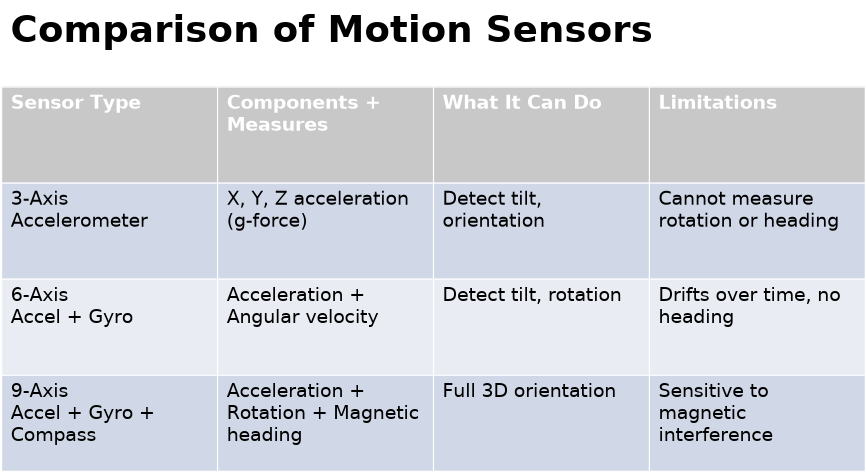 Comparison of Motion Sensors
Sensor Type
Components +
Measures
What It Can Do
Limitations
3-Axis
Accelerometer
X, Y, Z acceleration
(g-force)
Detect tilt,
orientation
Cannot measure
rotation or heading
6-Axis
Accel + Gyro
Acceleration +
Angular velocity
Detect tilt, rotation
Drifts over time, no
heading
9-Axis
Accel + Gyro +
Compass
Acceleration +
Rotation + Magnetic
heading
Full 3D orientation
Sensitive to
magnetic
interference